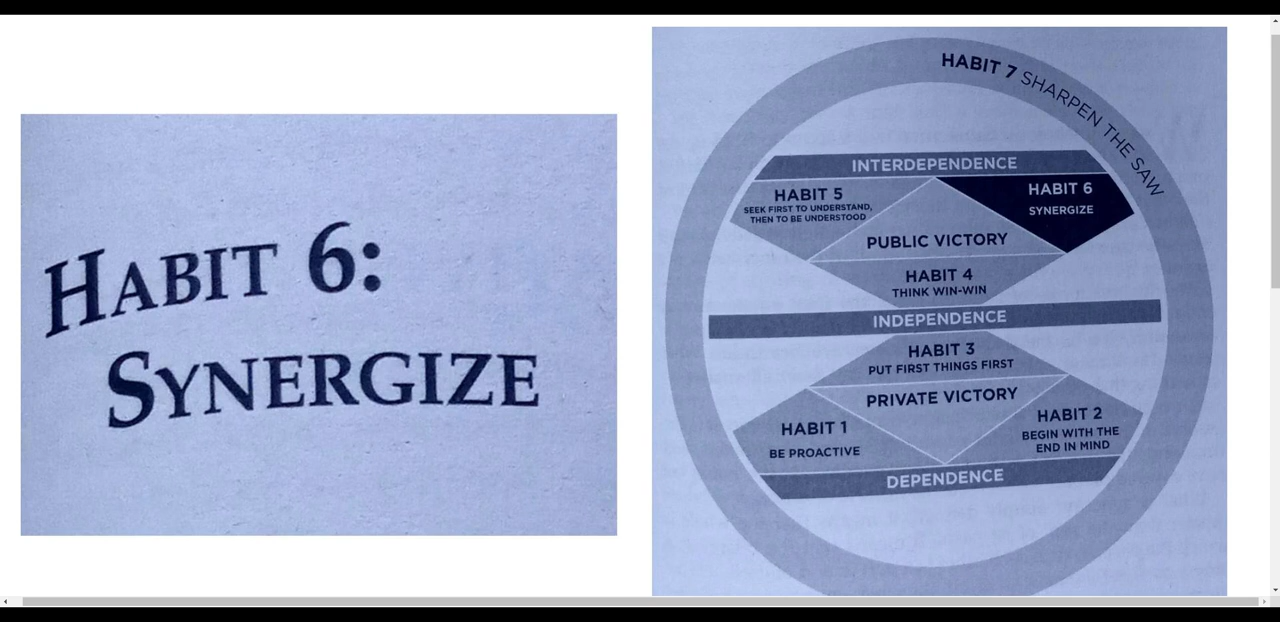 HABIT 6:
SYNERGIZE
HABIT 7 SHARPEN THE SAW
INTERDEPENDENCE
HABIT 5
SEEK FIRST TO UNDERSTAND,
THEN TO BE UNDERSTOOD
HABIT 6
SYNERGIZE
PUBLIC VICTORY
HABIT 4
THINK WIN-WIN
INDEPENDENCE
HABIT 3
PUT FIRST THINGS FIRST
PRIVATE VICTORY
HABIT 1
BE PROACTIVE
HABIT 2
BEGIN WITH THE
END IN MIND
DEPENDENCE